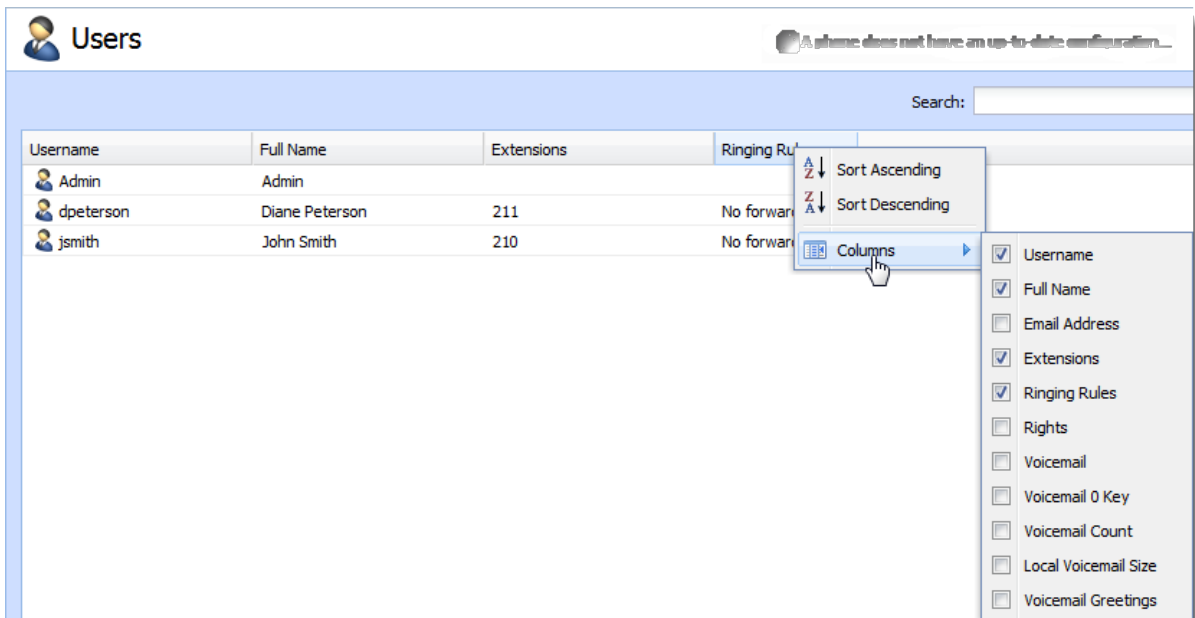 Users
A phone does not have an up-to-date configuration...
Search:
Username Full Name Extensions Ringing Rul
Admin Admin
dpeterson Diane Peterson 211 No forward
jsmith John Smith 210 No forward
Sort Ascending
Sort Descending
Columns
Username
Full Name
Email Address
Extensions
Ringing Rules
Rights
Voicemail
Voicemail 0 Key
Voicemail Count
Local Voicemail Size
Voicemail Greetings